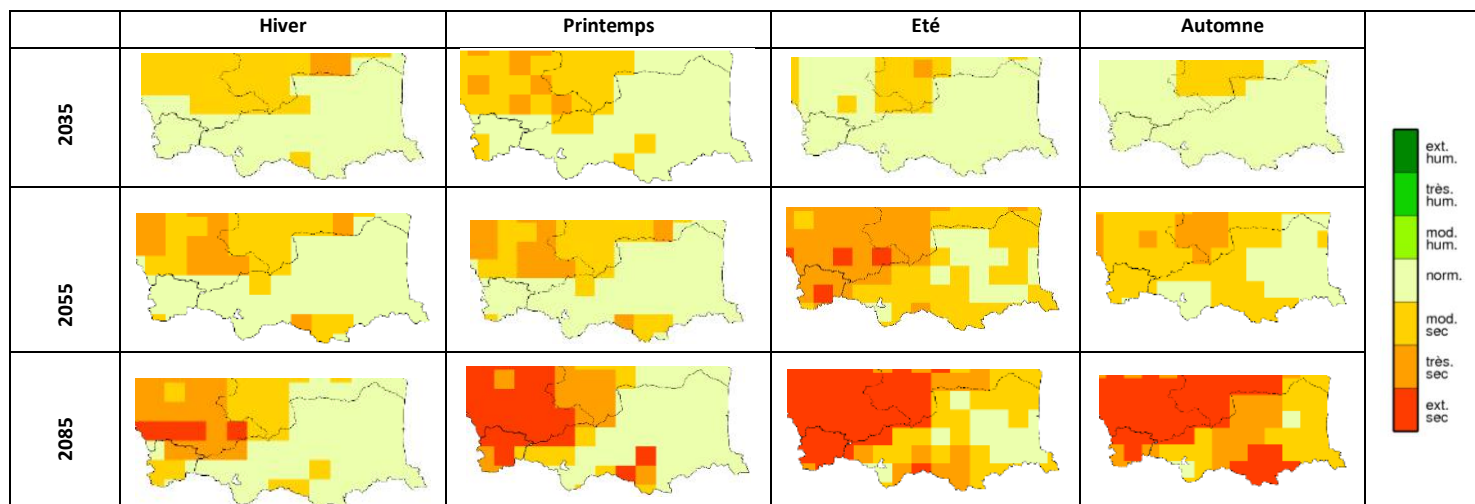 Hiver Printemps Eté Automne
2035
2055
2085
ext.
hum.
très.
hum.
mod.
hum.
norm.
mod.
sec
très.
sec
ext.
sec